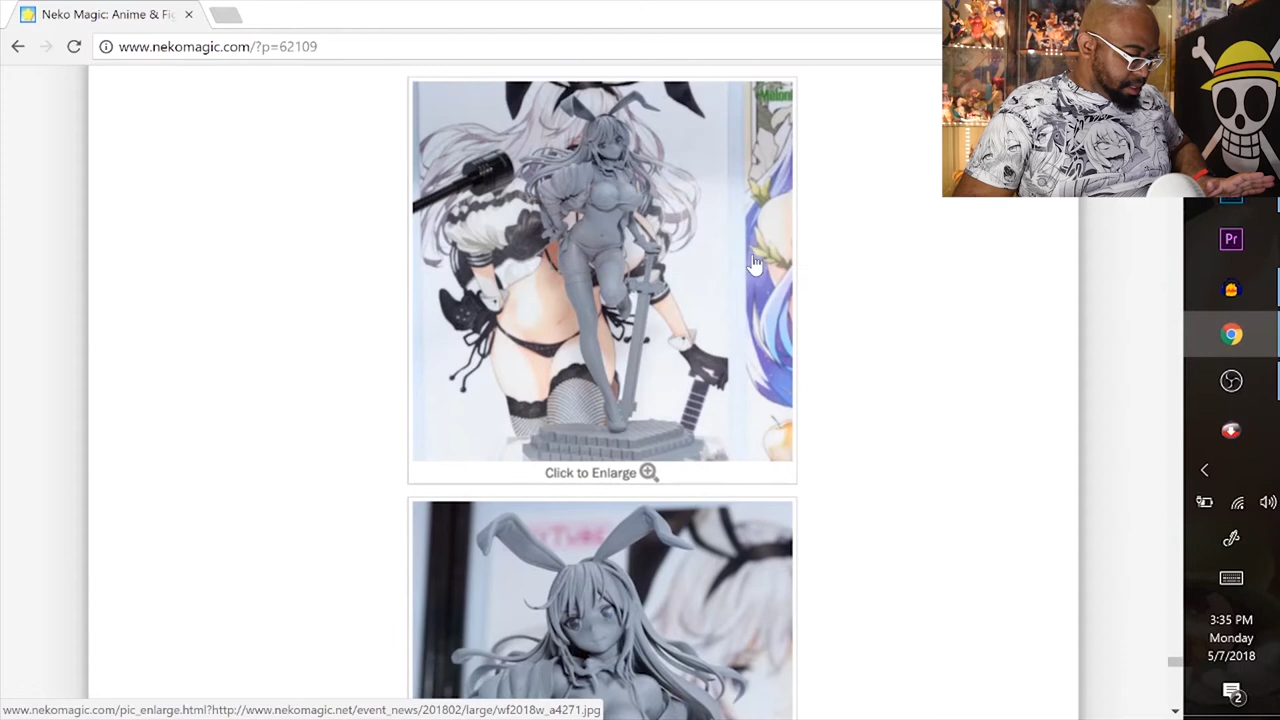 Neko Magic: Anime & Fi
www.nekomagic.com/?p=62109
Click to Enlarge
Pr
3:35 PM
Monday
5/7/2018
2
www.nekomagic.com/pic_enlarge.html?http://www.nekomagic.net/event_news/201802/large/wf2018w_a4271.jpg